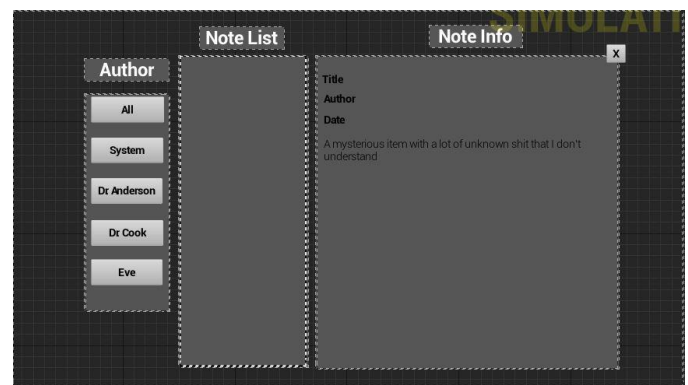 SIMULATI
Note List
Note Info
X
Author
All
System
Dr Anderson
Dr Cook
Eve
Title
Author
Date
A mysterious item with a lot of unknown shit that I don't
understand